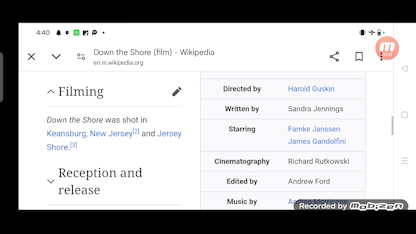 4:40
Down the Shore (film) - Wikipedia
en.m.wikipedia.org
Filming
Down the Shore was shot in
Keansburg, New Jersey[2] and Jersey
Shore.[3]
Reception and
release
Directed by Harold Guskin
Written by Sandra Jennings
Starring Famke Janssen
James Gandolfini
Cinematography Richard Rutkowski
Edited by Andrew Ford
Music by
Recorded by
MOBIZEN